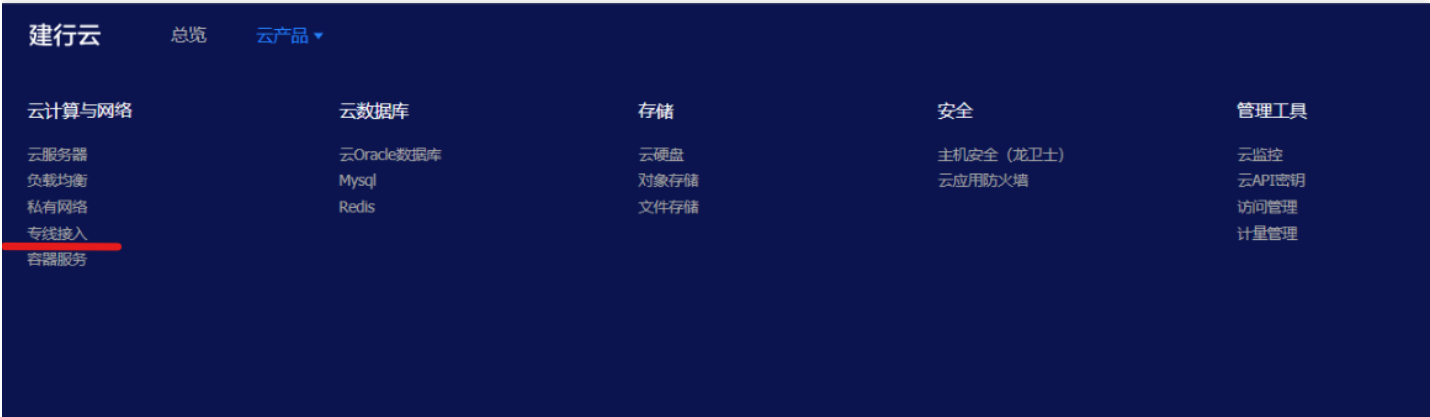 建行云 总览 云产品
云计算与网络
云服务器
负载均衡
私有网络
专线接入
容器服务
云数据库
云Oracle数据库
Mysql
Redis
存储
云硬盘
对象存储
文件存储
安全
主机安全（龙卫士）
云应用防火墙
管理工具
云监控
云API密钥
访问管理
计量管理